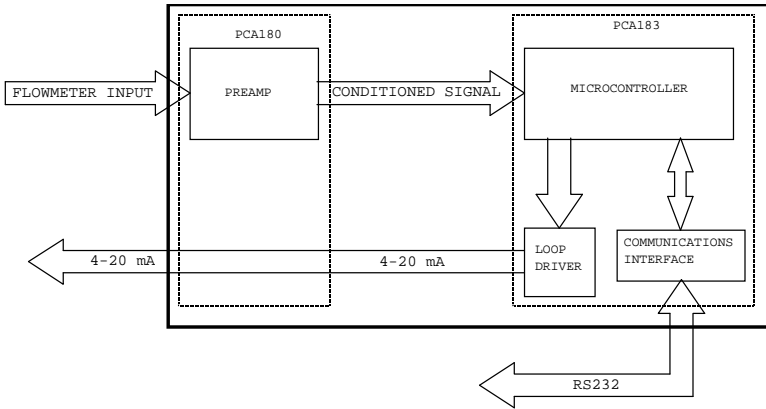 PCA180
PCA183
FLOWMETER INPUT
PREAMP
CONDITIONED SIGNAL
MICROCONTROLLER
4-20 mA
4-20 mA
LOOP
DRIVER
COMMUNICATIONS
INTERFACE
RS232